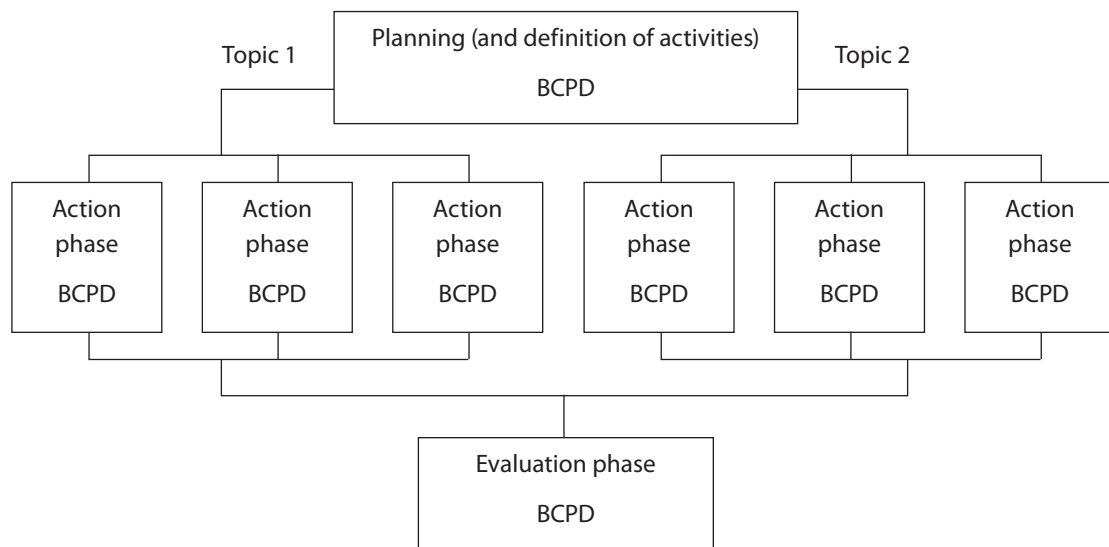 Planning (and definition of activities)
BCPD
Topic 1
Topic 2
Action
phase
BCPD
Action
phase
BCPD
Action
phase
BCPD
Action
phase
BCPD
Action
phase
BCPD
Action
phase
BCPD
Evaluation phase
BCPD